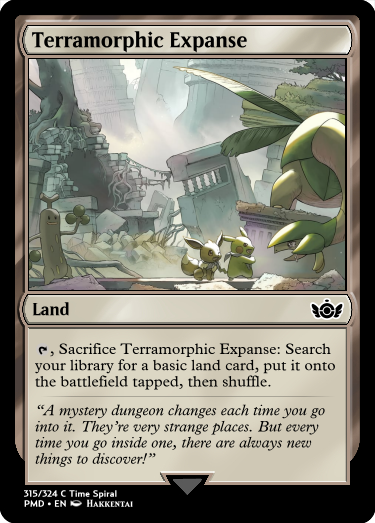 Terramorphic Expanse
Land
, Sacrifice Terramorphic Expanse: Search
your library for a basic land card, put it onto
the battlefield tapped, then shuffle.
“A mystery dungeon changes each time you go
into it. They’re very strange places. But every
time you go inside one, there are always new
things to discover!”
315/324 C Time Spiral
PMD • EN Hakkentai